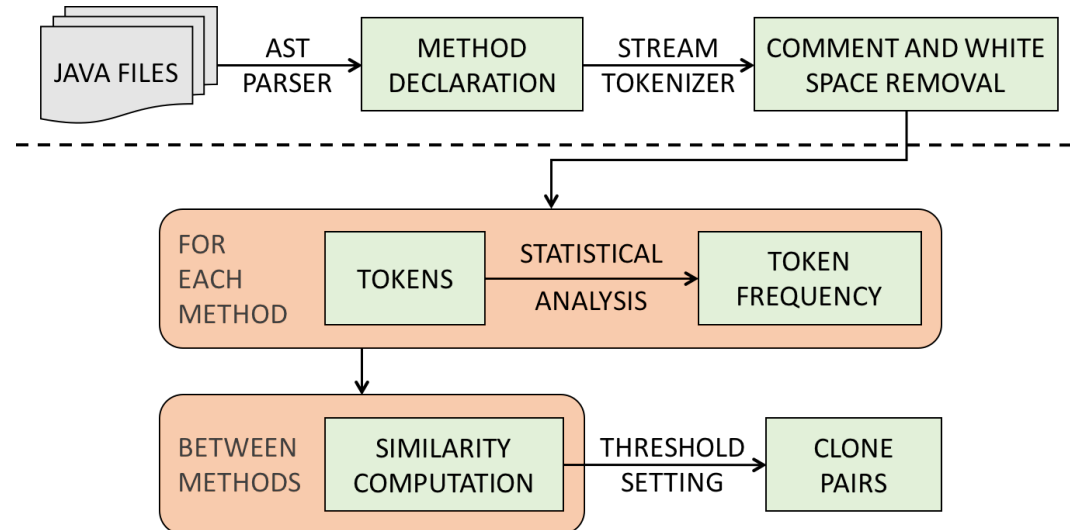 JAVA FILES
AST
PARSER
METHOD
DECLARATION
STREAM
TOKENIZER
COMMENT AND WHITE
SPACE REMOVAL
FOR
EACH
METHOD
TOKENS
STATISTICAL
ANALYSIS
TOKEN
FREQUENCY
BETWEEN
METHODS
SIMILARITY
COMPUTATION
THRESHOLD
SETTING
CLONE
PAIRS